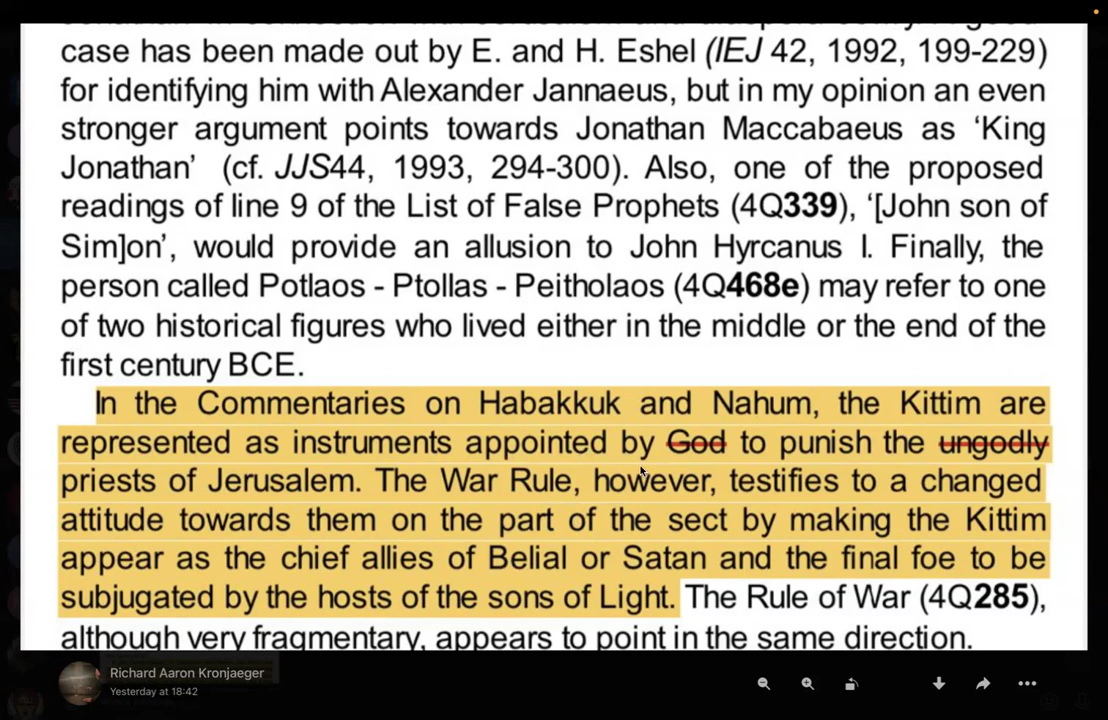 case has been made out by E. and H. Eshel (IEJ 42, 1992, 199-229)
for identifying him with Alexander Jannaeus, but in my opinion an even
stronger argument points towards Jonathan Maccabaeus as ‘King
Jonathan’ (cf. JJS44, 1993, 294-300). Also, one of the proposed
readings of line 9 of the List of False Prophets (4Q339), ‘[John son of
Sim]on’, would provide an allusion to John Hyrcanus I. Finally, the
person called Potlaos - Ptollas - Peitholaos (4Q468e) may refer to one
of two historical figures who lived either in the middle or the end of the
first century BCE.
In the Commentaries on Habakkuk and Nahum, the Kittim are
represented as instruments appointed by God to punish the ungodly
priests of Jerusalem. The War Rule, however, testifies to a changed
attitude towards them on the part of the sect by making the Kittim
appear as the chief allies of Belial or Satan and the final foe to be
subjugated by the hosts of the sons of Light. The Rule of War (4Q285),
although very fragmentary, appears to point in the same direction.
Richard Aaron Kronjaeger
Yesterday at 18:42